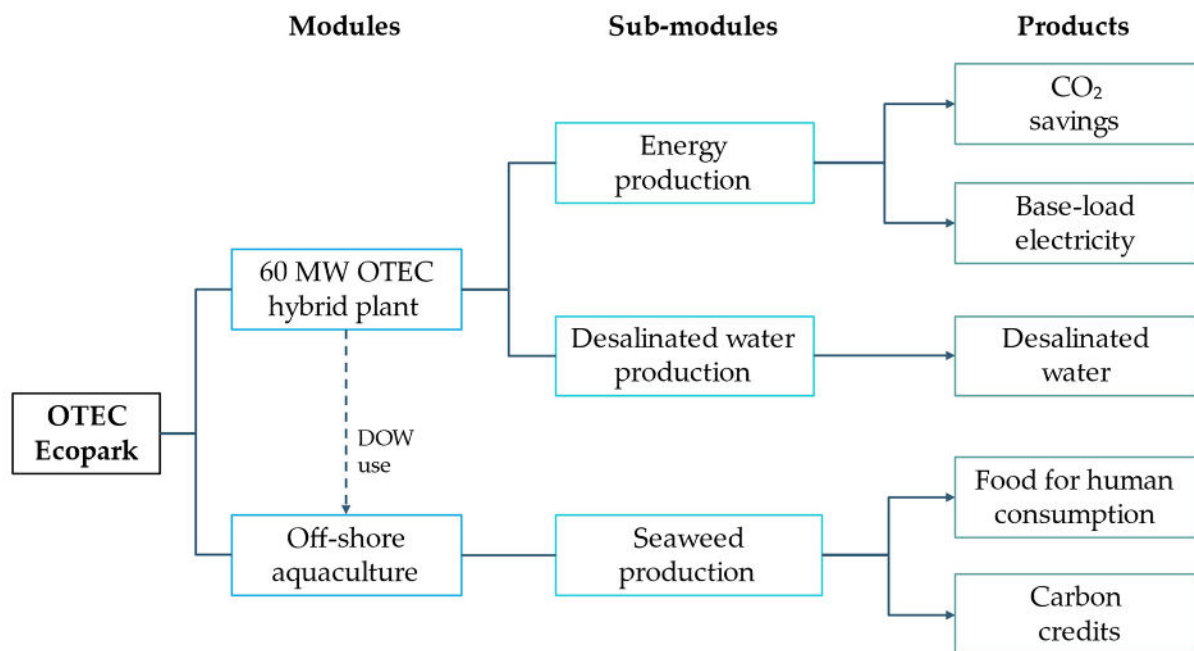 Modules
Sub-modules
Products
OTEC
Ecopark
60 MW OTEC
hybrid plant
DOW
use
Off-shore
aquaculture
Energy
production
Desalinated water
production
Seaweed
production
CO₂
savings
Base-load
electricity
Desalinated
water
Food for human
consumption
Carbon
credits